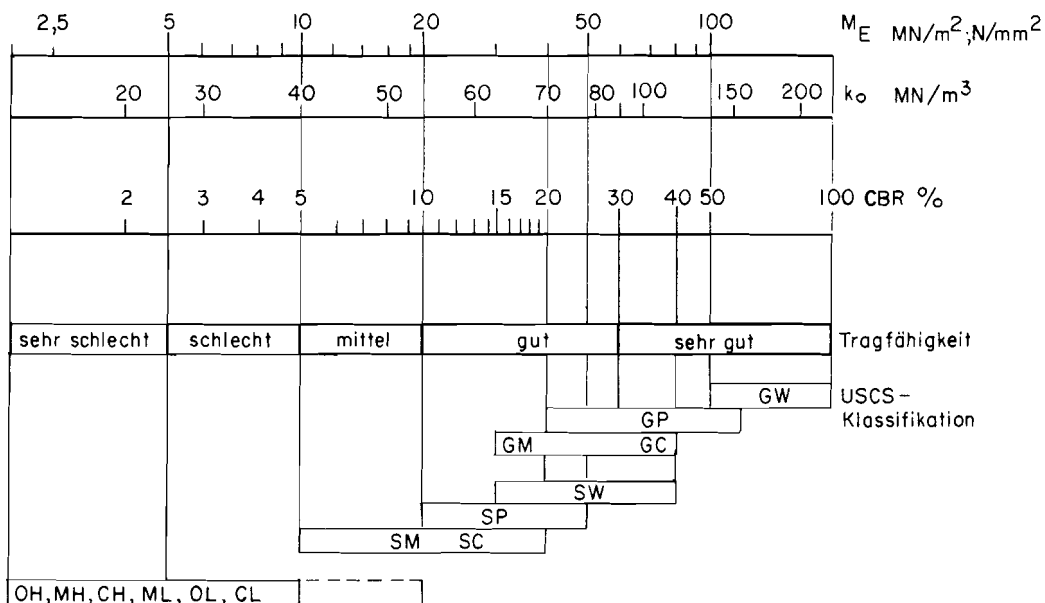 2,5 5 10 20 50 100 M_E MN/m²;N/mm²
20 30 40 50 60 70 80 100 150 200 k₀ MN/m³
2 3 4 5 10 15 20 30 40 50 100 CBR %
sehr schlecht schlecht mittel gut sehr gut Tragfähigkeit
GW USCS-
GP Klassifikation
GM GC
SW
SP
SM SC
OH, MH, CH, ML, OL, CL